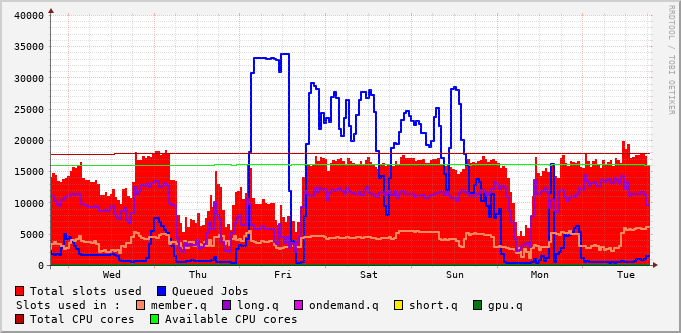 40000
35000
30000
25000
20000
15000
10000
5000
0
Wed Thu Fri Sat Sun Mon Tue
RRDTOOL / TOBI OETIKER
Total slots used Queued Jobs
Slots used in : member.q long.q ondemand.q short.q gpu.q
Total CPU cores Available CPU cores